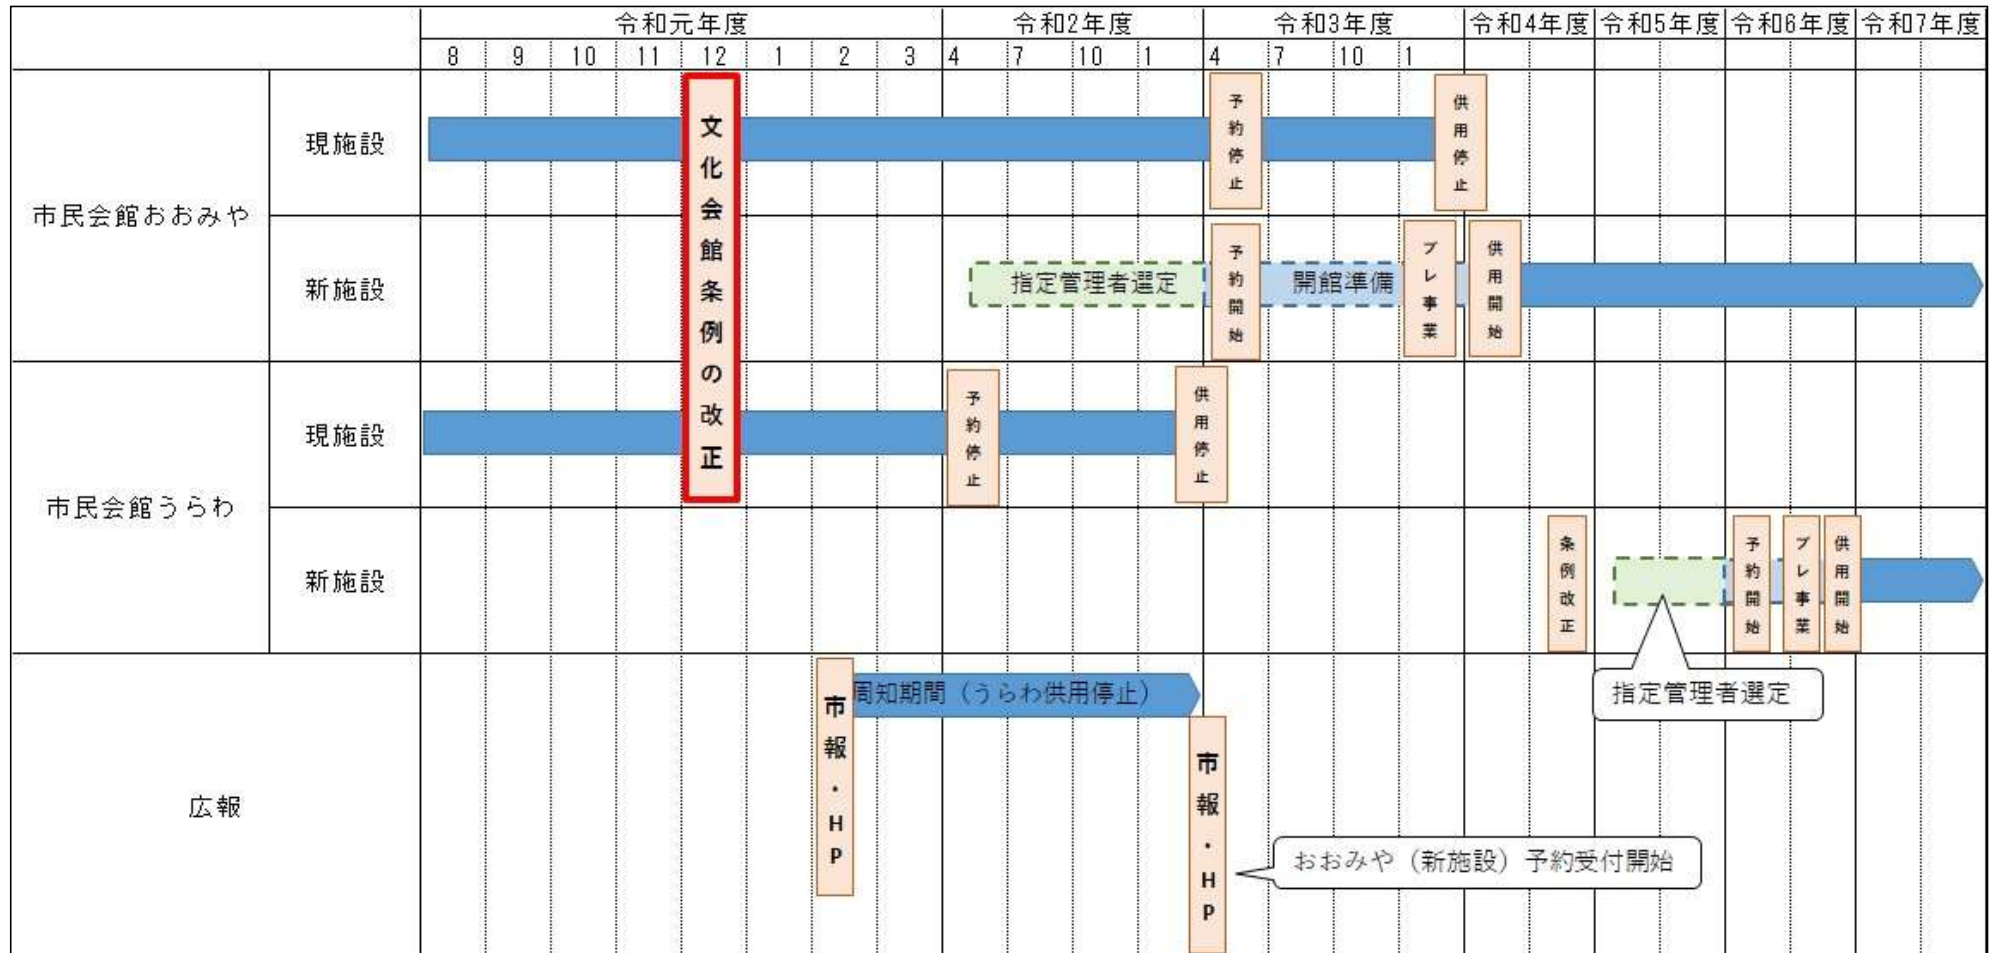 令和元年度 令和2年度 令和3年度 令和4年度 令和5年度 令和6年度 令和7年度
8 9 10 11 12 1 2 3 4 7 10 1 4 7 10 1
市民会館おおみや
現施設
文化会館条例の改正
予約停止
供用停止
新施設
指定管理者選定
予約開始
開館準備
プレ事業
供用開始
市民会館うらわ
現施設
予約停止
供用停止
新施設
条例改正
予約開始
プレ事業
供用開始
指定管理者選定
広報
市報・HP
周知期間（うらわ供用停止）
市報・HP
おおみや（新施設）予約受付開始